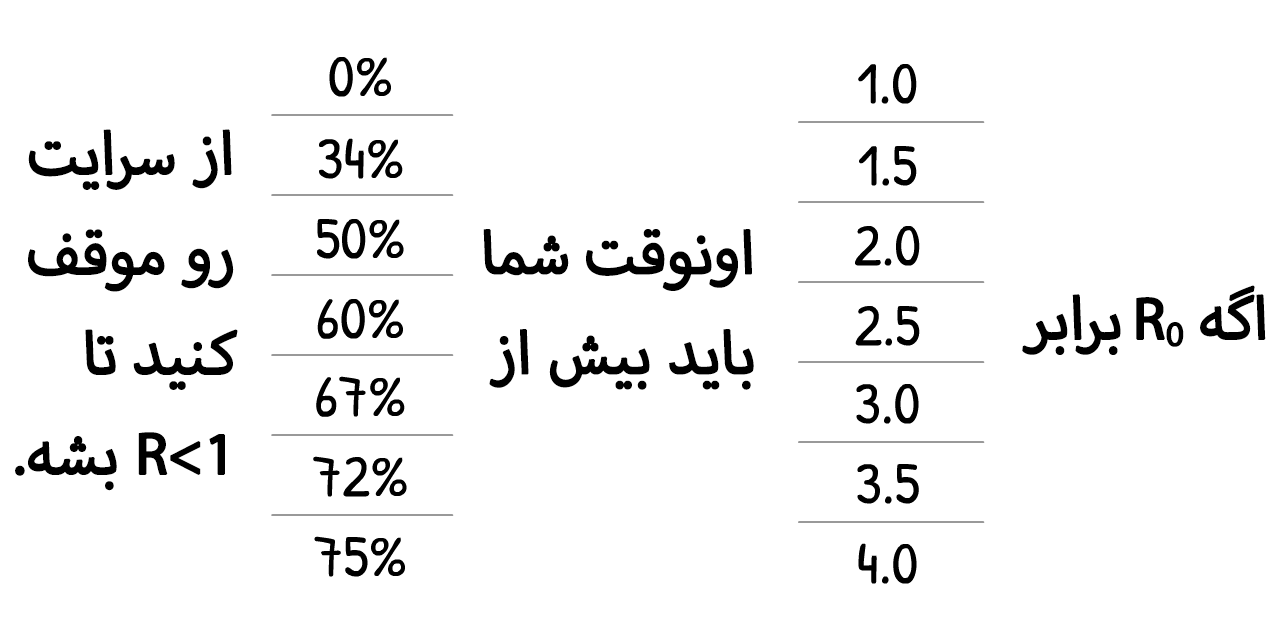 اگه R₀ برابر
1.0
1.5
2.0
2.5
3.0
3.5
4.0
اونوقت شما
باید بیش از
0%
34%
50%
60%
67%
72%
75%
از سرایت
رو موقف
کنید تا
R<1 بشه.